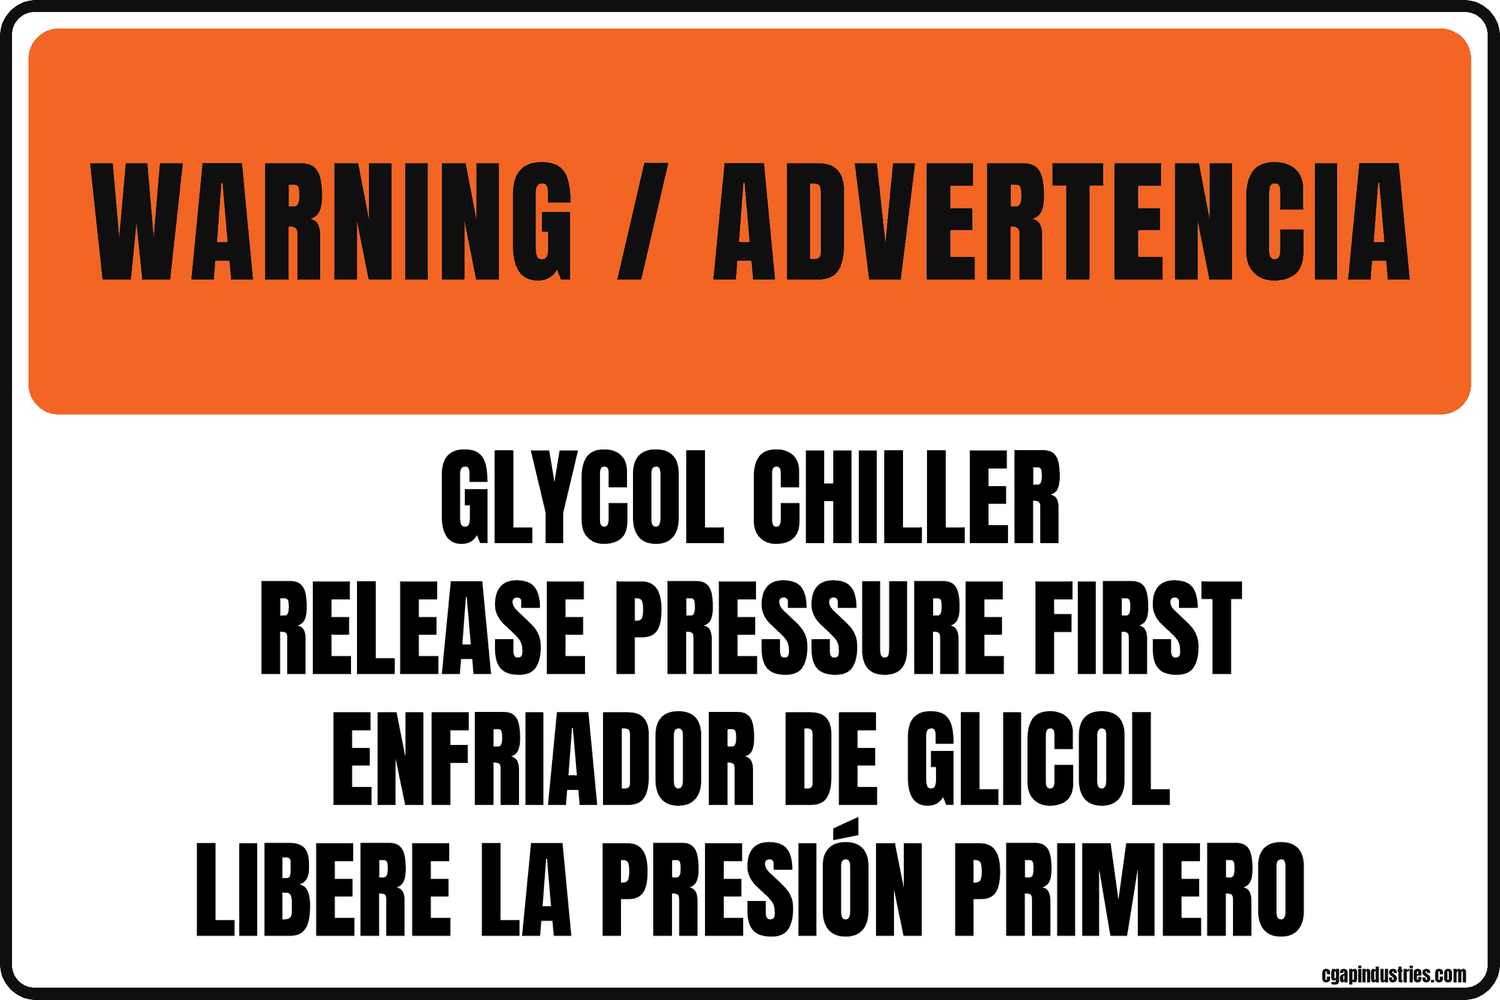 WARNING / ADVERTENCIA
GLYCOL CHILLER
RELEASE PRESSURE FIRST
ENFRIADOR DE GLICOL
LIBERE LA PRESIÓN PRIMERO
cgapindustries.com